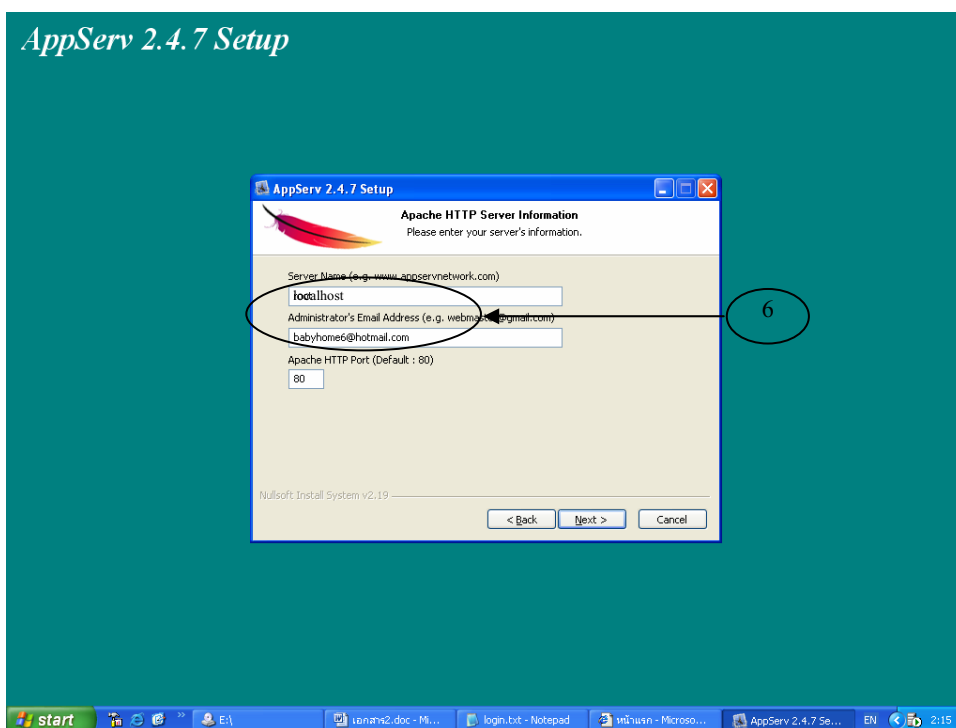 AppServ 2.4.7 Setup
AppServ 2.4.7 Setup
Apache HTTP Server Information
Please enter your server's information.
Server Name (e.g. www.appservnetwork.com)
localhost
Administrator's Email Address (e.g. webmaster@gmail.com)
6
babyhome6@hotmail.com
Apache HTTP Port (Default : 80)
80
Nullsoft Install System v2.19
< Back Next > Cancel
start E:\ เอกสาร2.doc - Mi... login.txt - Notepad หน้าแรก - Microso... AppServ 2.4.7 Se... EN 2:15